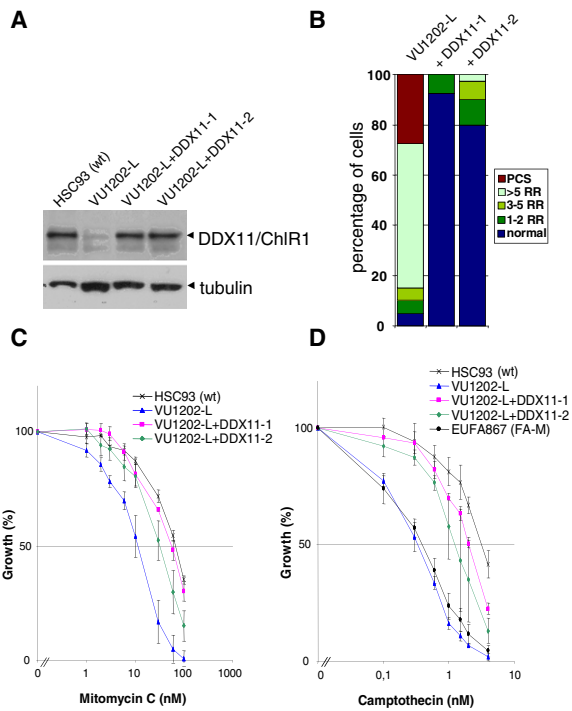 A
HSC93 (wt)
VU1202-L
VU1202-L+DDX11-1
VU1202-L+DDX11-2
DDX11/ChlR1
tubulin
B
VU1202-L
+ DDX11-1
+ DDX11-2
percentage of cells
100
80
60
40
20
0
PCS
>5 RR
3-5 RR
1-2 RR
normal
C
HSC93 (wt)
VU1202-L
VU1202-L+DDX11-1
VU1202-L+DDX11-2
Growth (%)
100
50
0
0
1
10
100
1000
Mitomycin C (nM)
D
HSC93 (wt)
VU1202-L
VU1202-L+DDX11-1
VU1202-L+DDX11-2
EUFA867 (FA-M)
Growth (%)
100
50
0
0
0,1
1
10
Camptothecin (nM)